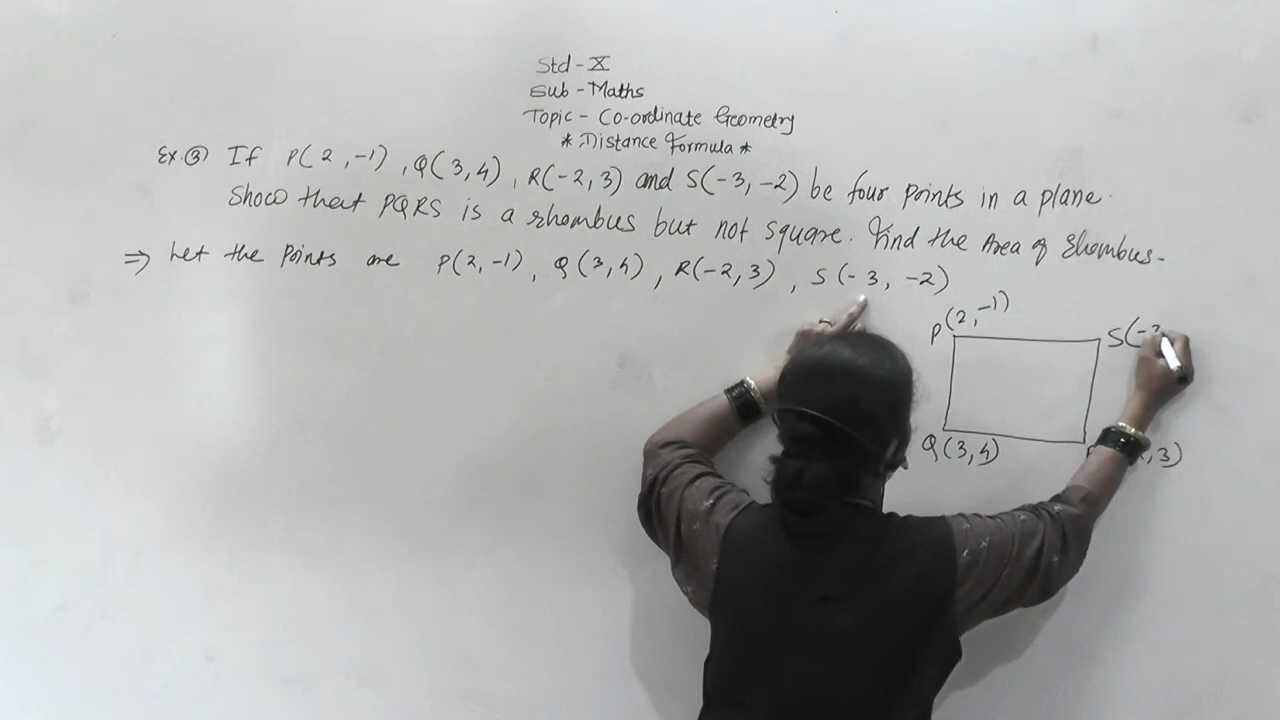 Std - X
Sub - Maths
Topic - Co-ordinate Geometry
* Distance Formula *
Ex. ③ If P(2, -1), Q(3, 4), R(-2, 3) and S(-3, -2) be four points in a plane.
Show that PQRS is a rhombus but not square. Find the Area of Rhombus.
⇒ Let the Points are P(2, -1), Q(3, 4), R(-2, 3), S(-3, -2)
P(2, -1)
S(-3
Q(3, 4)
, 3)